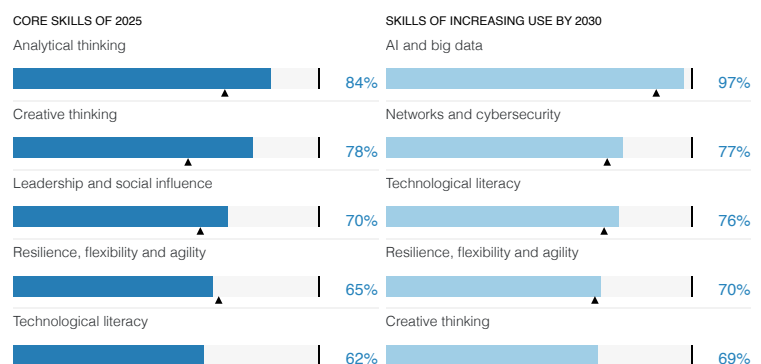 CORE SKILLS OF 2025
Analytical thinking
84%
Creative thinking
78%
Leadership and social influence
70%
Resilience, flexibility and agility
65%
Technological literacy
62%
SKILLS OF INCREASING USE BY 2030
AI and big data
97%
Networks and cybersecurity
77%
Technological literacy
76%
Resilience, flexibility and agility
70%
Creative thinking
69%